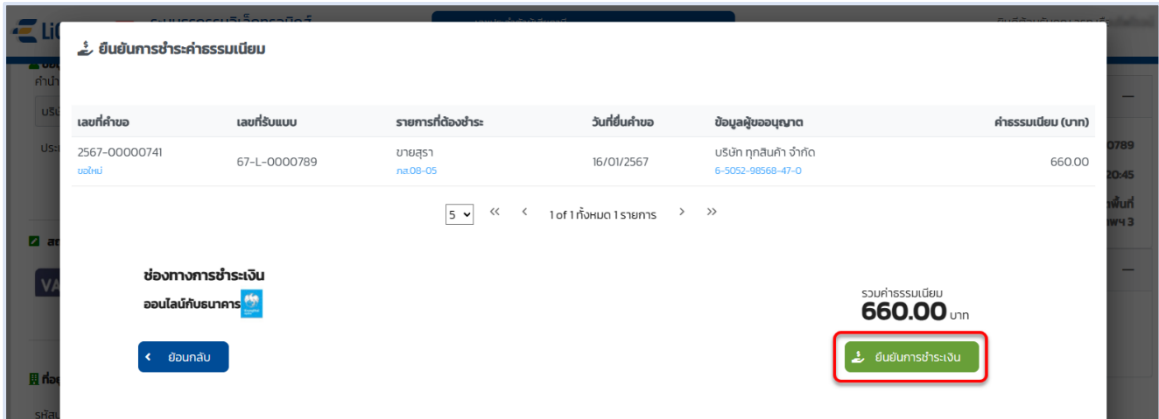 ยืนยันการชำระค่าธรรมเนียม
เลขที่คำขอ เลขที่รับแบบ รายการที่ต้องชำระ วันที่ยื่นคำขอ ข้อมูลผู้ขออนุญาต ค่าธรรมเนียม (บาท)
2567-00000741 67-L-0000789 ขายสุรา 16/01/2567 บริษัท ทุกสินค้า จำกัด 660.00
ขอใหม่ ภส.08-05 6-5052-98568-47-0
5 << < 1 of 1 ทั้งหมด 1 รายการ > >>
ช่องทางการชำระเงิน
ออนไลน์กับธนาคาร
รวมค่าธรรมเนียม
660.00 บาท
ย้อนกลับ
ยืนยันการชำระเงิน
0789
20:45